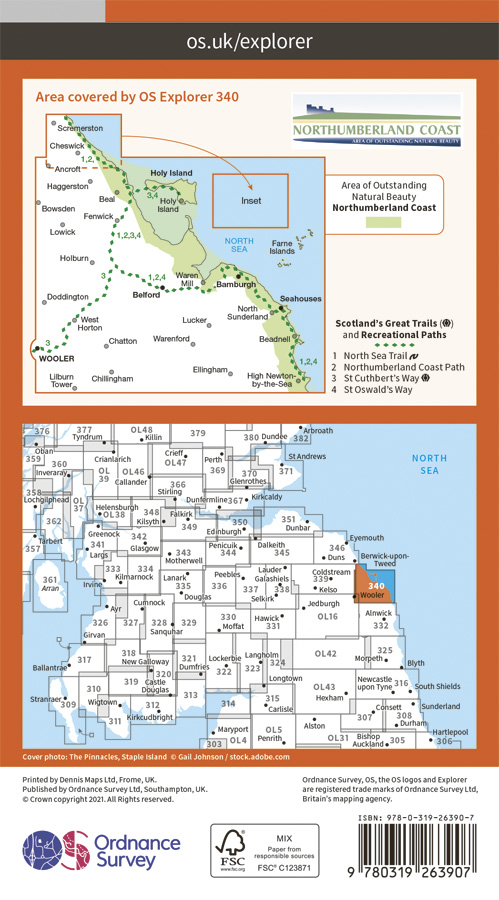 os.uk/explorer
Area covered by OS Explorer 340
NORTHUMBERLAND COAST
AREA OF OUTSTANDING NATURAL BEAUTY
Scremerston
Cheswick
1,2,
Ancroft
Haggerston
Beal
Holy Island
3,4
Holy
Island
Bowsden
Fenwick
Lowick
1,2,3,4
Inset
NORTH
SEA
Farne
Islands
Holburn
Waren
Mill
1,2,4
Bamburgh
Belford
Doddington
3
Seahouses
North
Sunderland
West
Horton
Lucker
Beadnell
3
WOOLER
Chatton
Warenford
Ellingham
1,2,4
Lilburn
Tower
Chillingham
High Newton-
by-the-Sea
Area of Outstanding
Natural Beauty
Northumberland Coast
Scotland's Great Trails ( )
and Recreational Paths
1 North Sea Trail
2 Northumberland Coast Path
3 St Cuthbert's Way
4 St Oswald's Way
376
377
Tyndrum
OL48
Killin
379
380
Dundee
382
Arbroath
Oban
359
360
Inveraray
Crianlarich
OL
39
OL46
Callander
Crieff
OL47
Perth
369
370
Glenrothes
371
St Andrews
NORTH
SEA
358
Lochgilphead
OL
37
366
Stirling
Dunfermline
367
Kirkcaldy
362
Helensburgh
OL38
348
Kilsyth
Falkirk
349
350
Edinburgh
351
Dunbar
Tarbert
357
Greenock
341
Largs
342
Glasgow
343
Motherwell
Penicuik
344
Dalkeith
345
346
Duns
Eyemouth
Berwick-upon-
Tweed
361
Arran
333
Irvine
334
Kilmarnock
Lanark
335
Douglas
Peebles
336
Lauder
Galashiels
337
338
Selkirk
Coldstream
339
Kelso
340
Wooler
Ayr
Cumnock
326
327
328
Sanquhar
329
330
Moffat
Hawick
331
Jedburgh
OL16
Alnwick
332
Girvan
Ballantrae
317
318
New Galloway
319
320
Castle
Douglas
321
Dumfries
Lockerbie
322
Langholm
323
324
Longtown
OL42
325
Morpeth
Blyth
Stranraer
309
310
Wigtown
311
312
Kirkcudbright
313
314
315
Carlisle
OL43
Hexham
Newcastle
upon Tyne
316
South Shields
Sunderland
Maryport
303
OL4
OL5
Penrith
Alston
OL31
307
Consett
308
Durham
Bishop
Auckland
305
Hartlepool
306
Cover photo: The Pinnacles, Staple Island © Gail Johnson / stock.adobe.com
Printed by Dennis Maps Ltd, Frome, UK.
Published by Ordnance Survey Ltd, Southampton, UK.
© Crown copyright 2021. All Rights reserved.
Ordnance Survey, OS, the OS logos and Explorer
are registered trade marks of Ordnance Survey Ltd,
Britain's mapping agency.
Ordnance
Survey
FSC
www.fsc.org
MIX
Paper from
responsible sources
FSC® C123871
ISBN: 978-0-319-26390-7
9 780319 263907